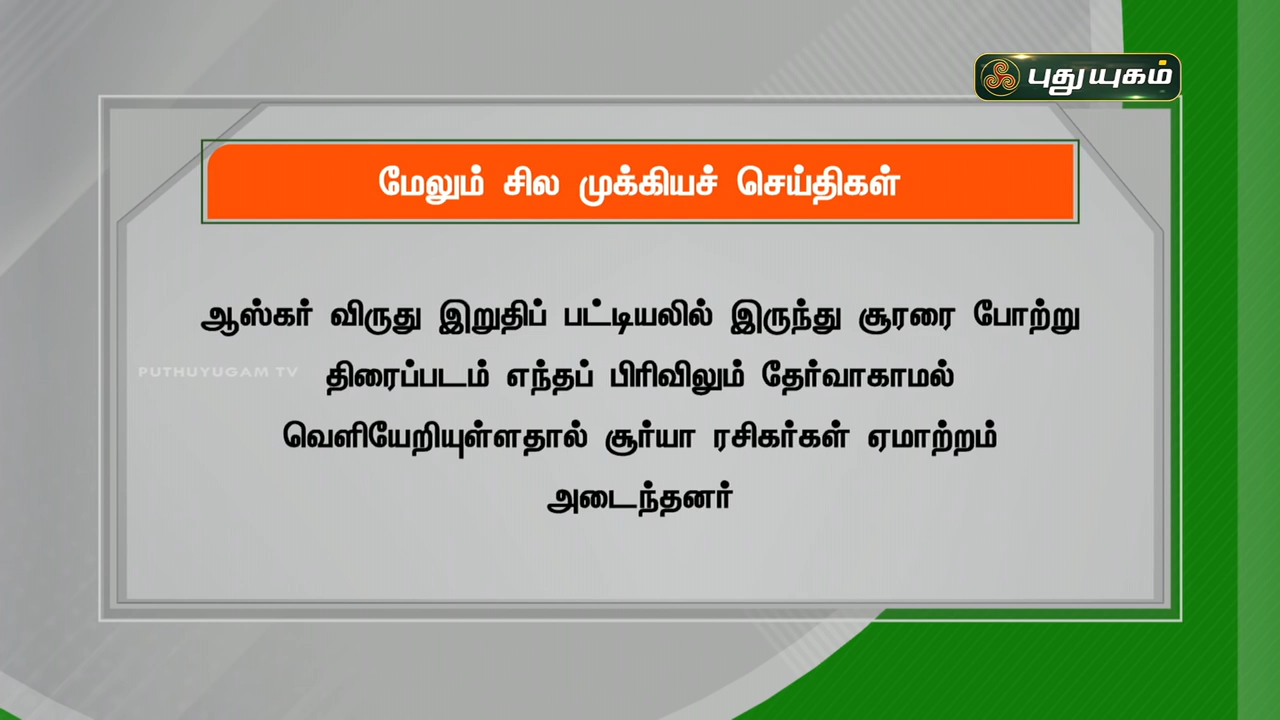 புதுயுகம்
மேலும் சில முக்கியச் செய்திகள்
ஆஸ்கர் விருது இறுதிப் பட்டியலில் இருந்து சூரரை போற்று
திரைப்படம் எந்தப் பிரிவிலும் தேர்வாகாமல்
வெளியேறியுள்ளதால் சூர்யா ரசிகர்கள் ஏமாற்றம்
அடைந்தனர்
PUTHUYUGAM TV